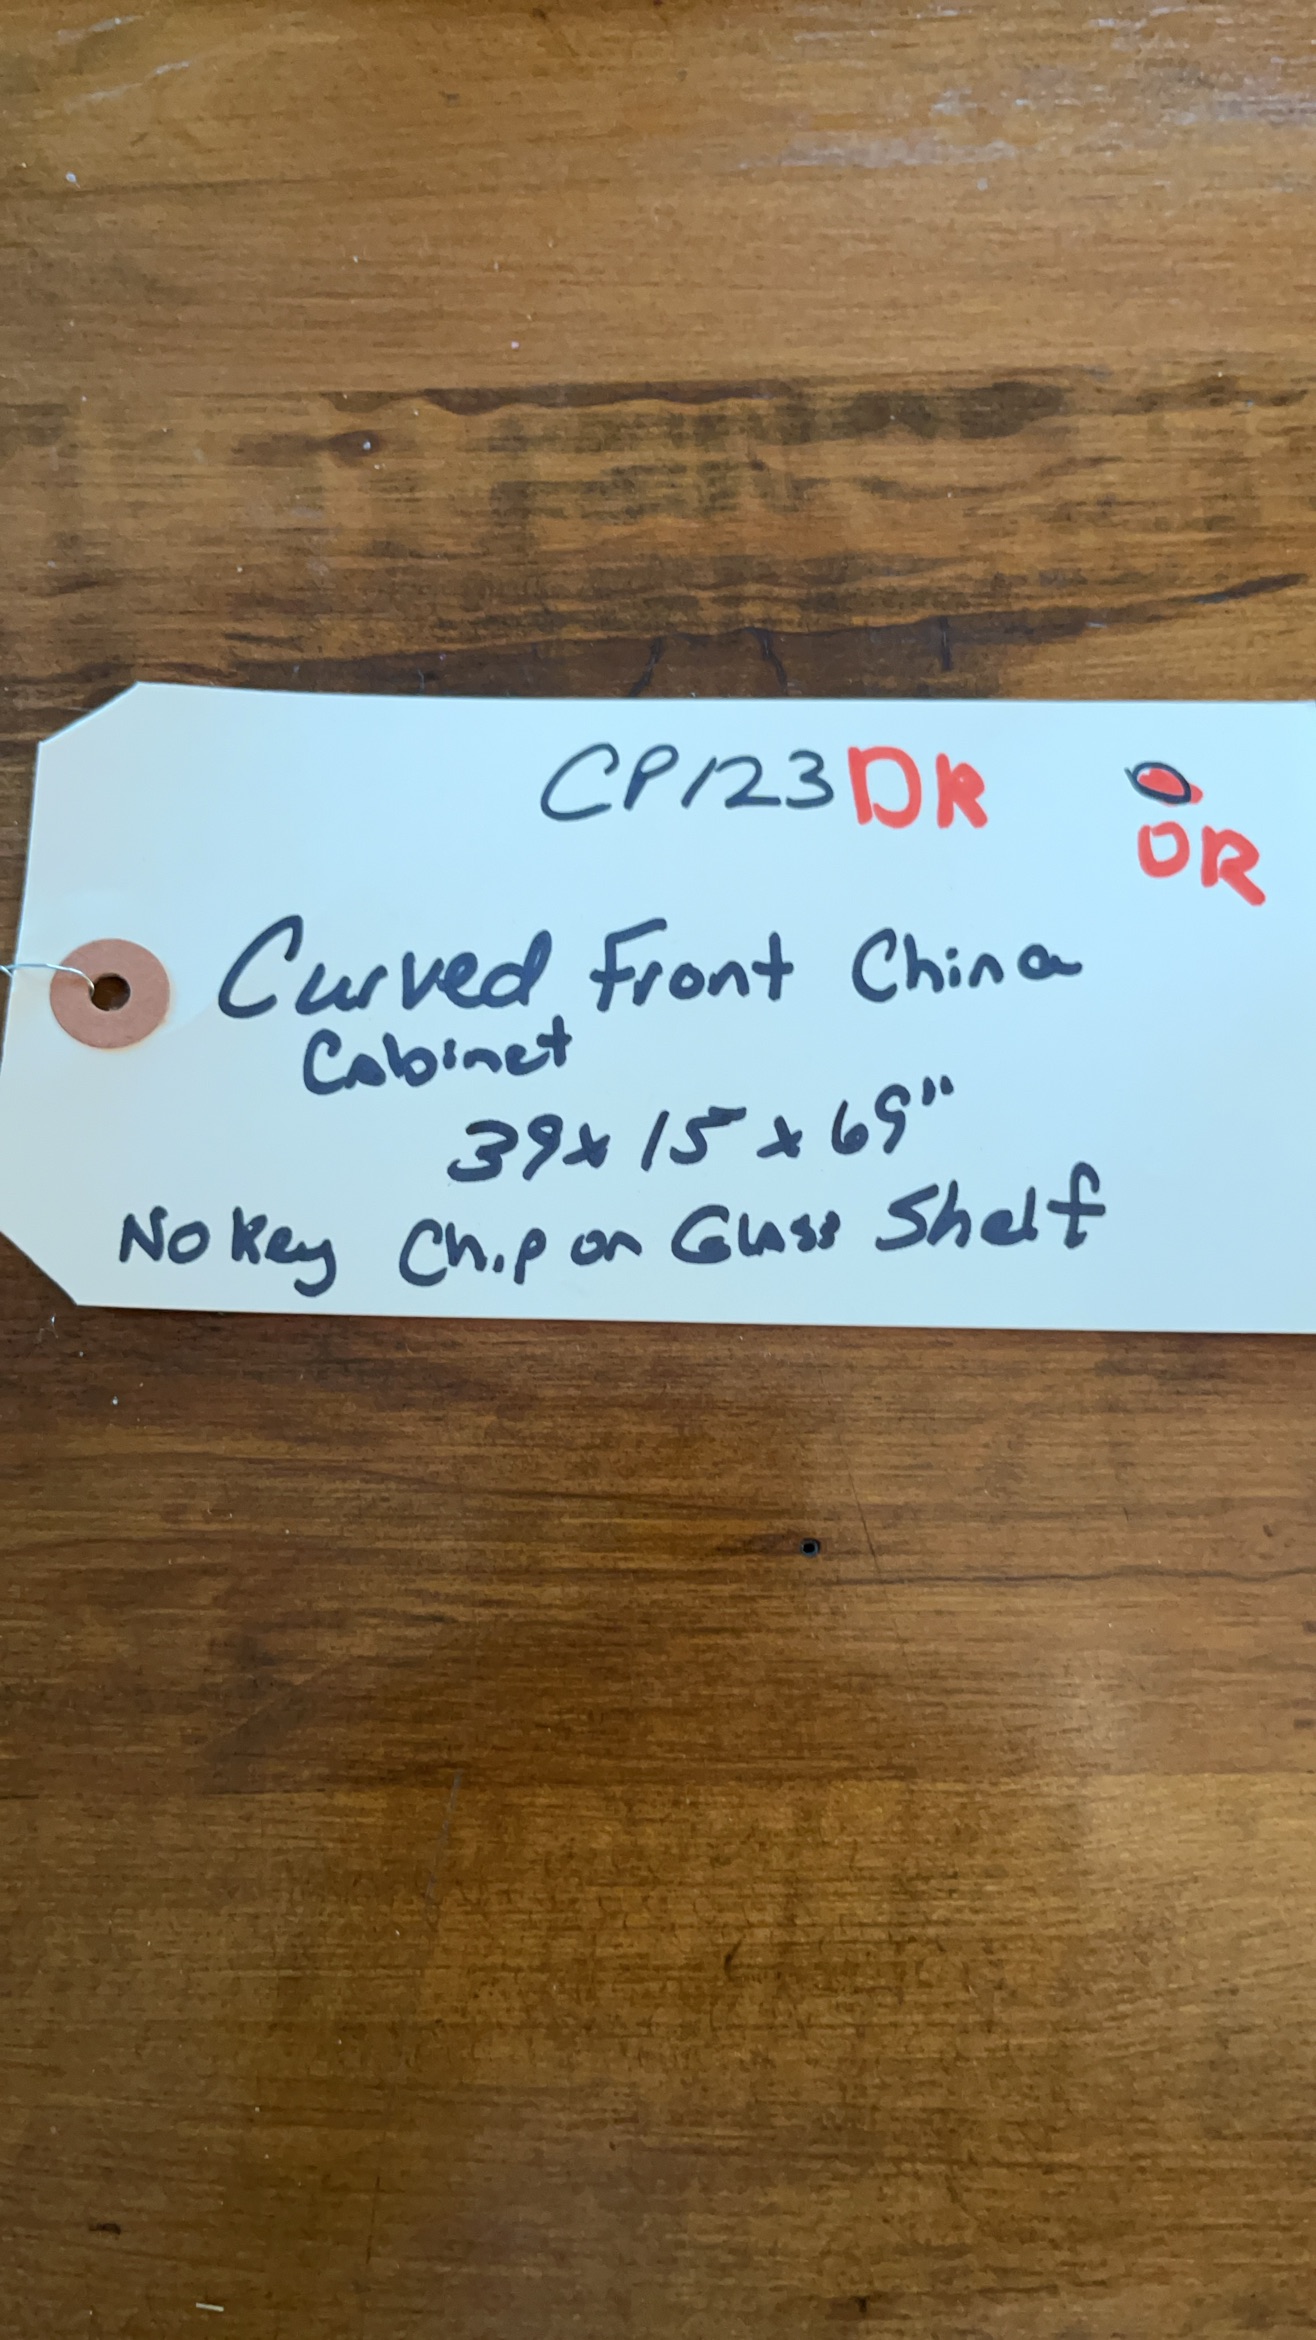 CP123 DR
DR
Curved Front China
Cabinet
39 x 15 x 69"
No Key Chip on Glass Shelf